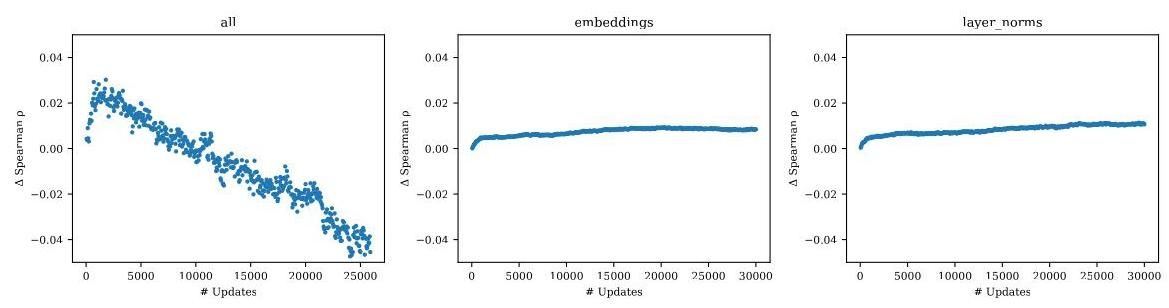 all
0.04
0.02
0.00
−0.02
−0.04
Δ Spearman ρ
0 5000 10000 15000 20000 25000
# Updates
embeddings
0.04
0.02
0.00
−0.02
−0.04
Δ Spearman ρ
0 5000 10000 15000 20000 25000 30000
# Updates
layer_norms
0.04
0.02
0.00
−0.02
−0.04
Δ Spearman ρ
0 5000 10000 15000 20000 25000 30000
# Updates